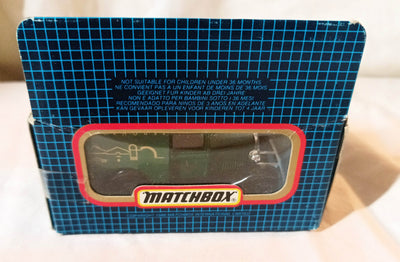 NOT SUITABLE FOR CHILDREN UNDER 36 MONTHS
NE CONVIENT PAS A UN ENFANT DE MOINS DE 36 MOIS
GEEIGNET FÜR KINDER AB DREI JAHRE
NON E ADATTO PER BAMBINI SOTTO I 36 MESI
RECOMENDADO PARA NIÑOS DE 3 AÑOS EN ADELANTE
KAN GEVAAR OPLEVEREN VOOR KINDEREN TOT 4 JAAR
MATCHBOX